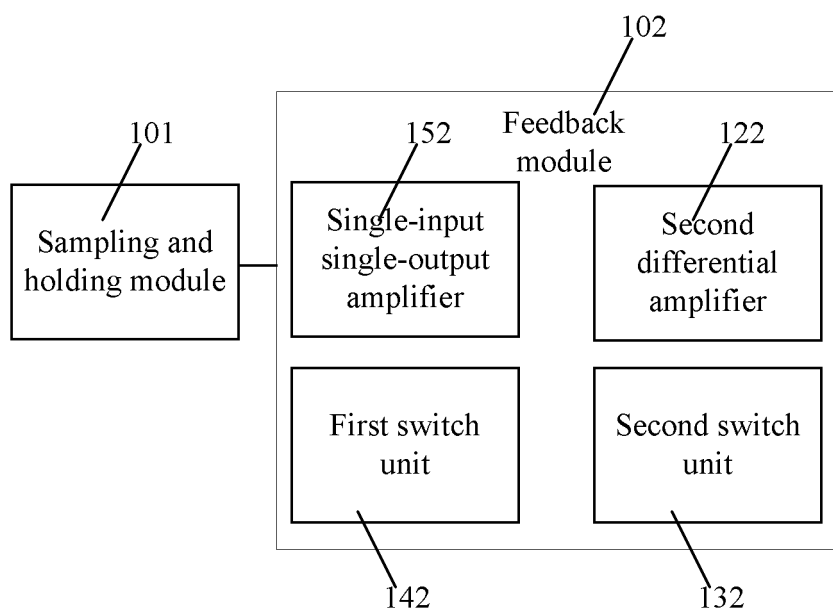 102
101
152
Feedback
module
122
Sampling and
holding module
Single-input
single-output
amplifier
Second
differential
amplifier
First switch
unit
Second switch
unit
142
132